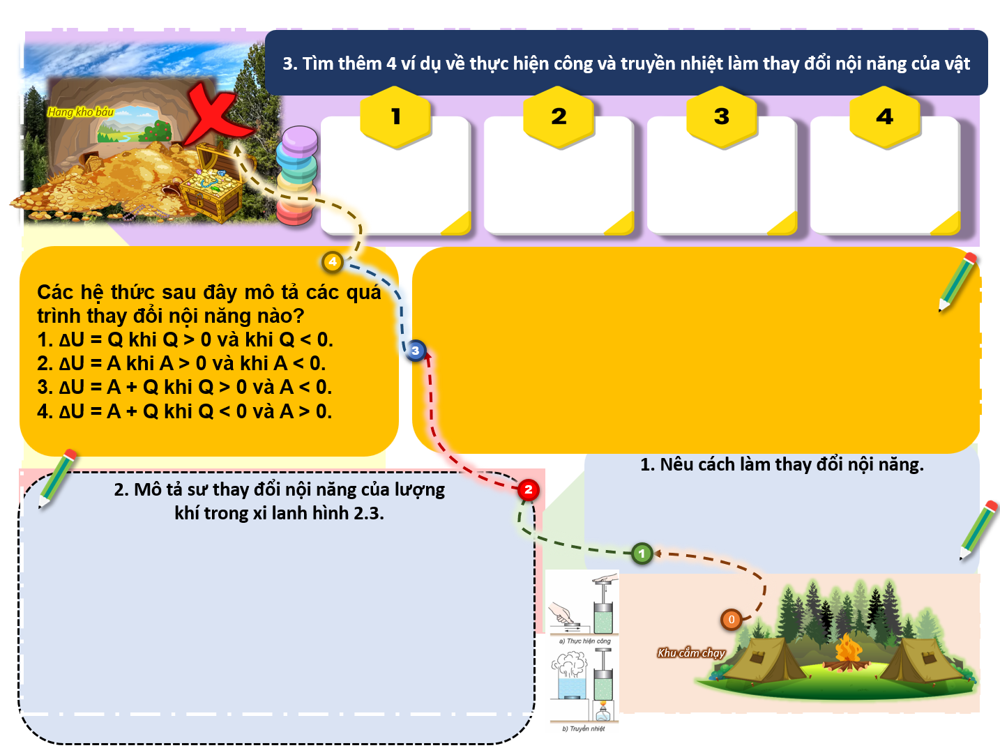 3. Tìm thêm 4 ví dụ về thực hiện công và truyền nhiệt làm thay đổi nội năng của vật
Hang kho báu
1
2
3
4
4
Các hệ thức sau đây mô tả các quá
trình thay đổi nội năng nào?
1. ΔU = Q khi Q > 0 và khi Q < 0.
2. ΔU = A khi A > 0 và khi A < 0.
3. ΔU = A + Q khi Q > 0 và A < 0.
4. ΔU = A + Q khi Q < 0 và A > 0.
3
1. Nêu cách làm thay đổi nội năng.
2. Mô tả sư thay đổi nội năng của lượng
khí trong xi lanh hình 2.3.
2
1
0
Khu cắm chạy
a) Thực hiện công
b) Truyền nhiệt